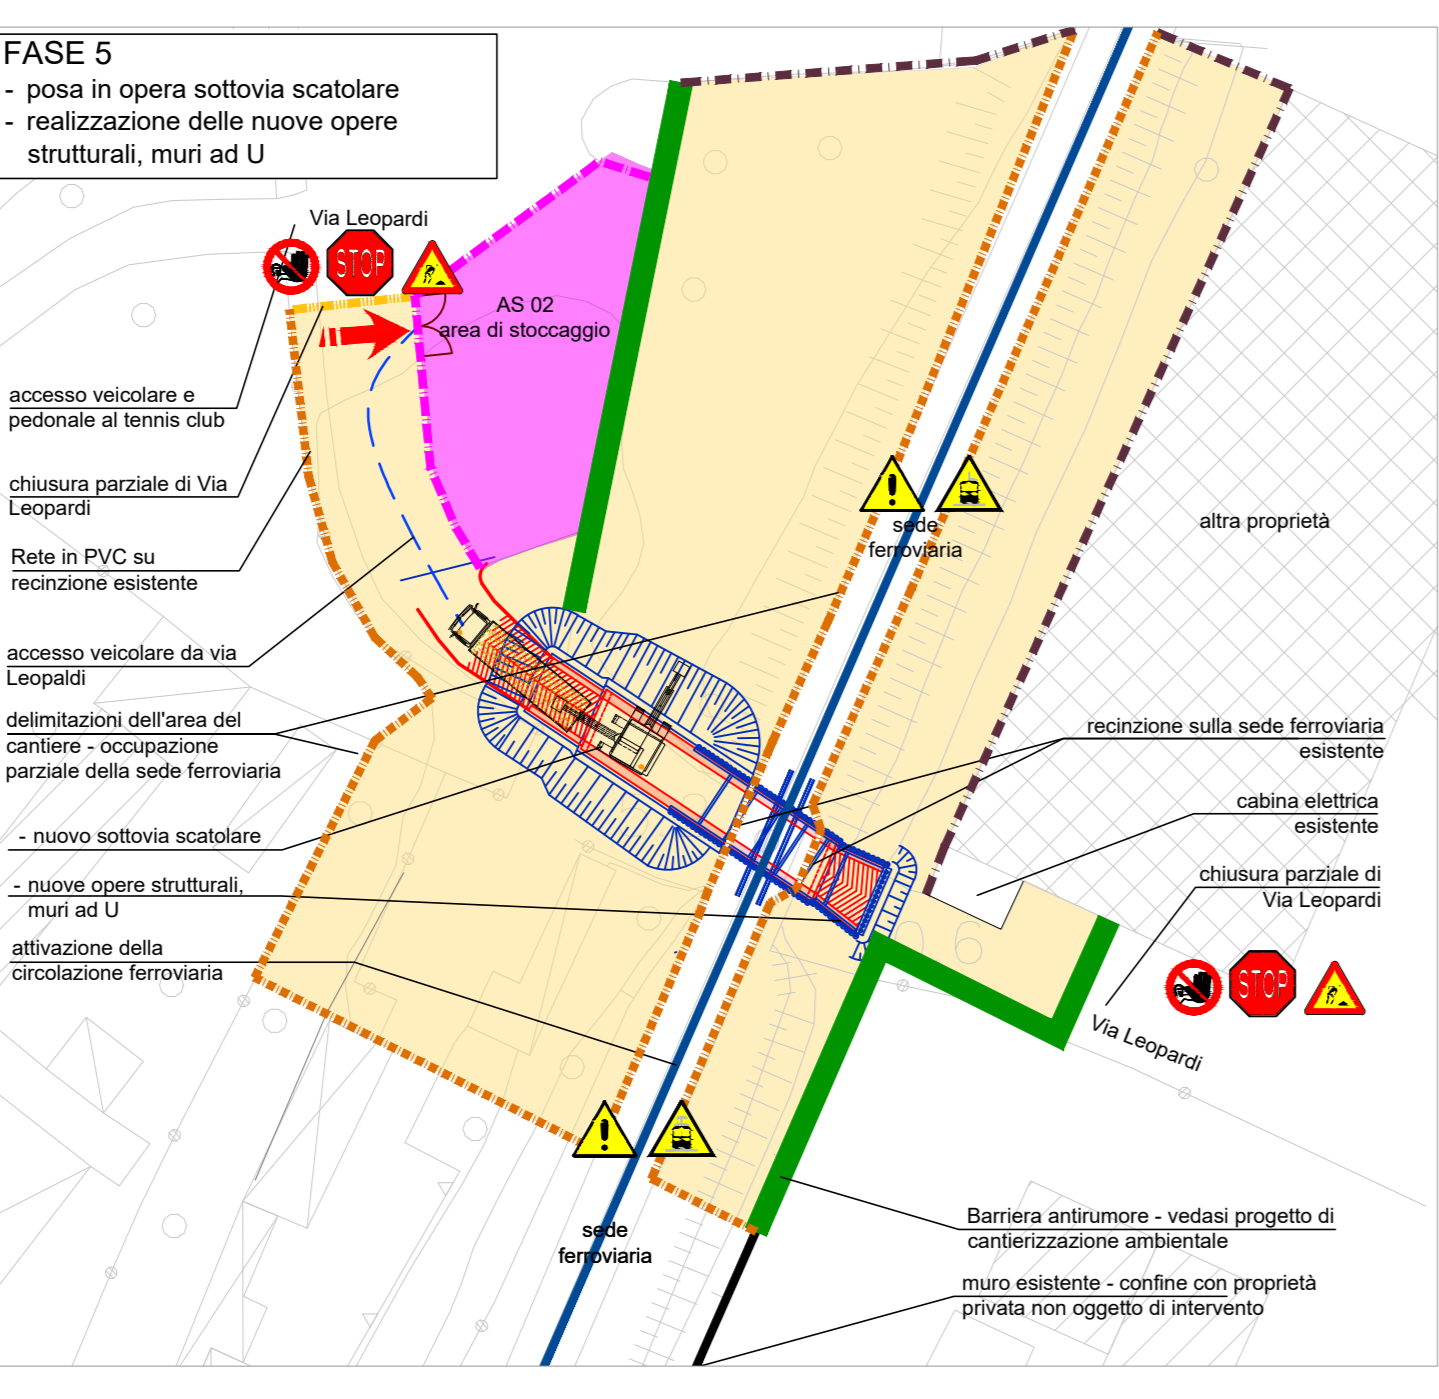 FASE 5
- posa in opera sottovia scatolare
- realizzazione delle nuove opere
strutturali, muri ad U
Via Leopardi
STOP
AS 02
area di stoccaggio
accesso veicolare e
pedonale al tennis club
chiusura parziale di Via
Leopardi
Rete in PVC su
recinzione esistente
accesso veicolare da via
Leopaldi
delimitazioni dell'area del
cantiere - occupazione
parziale della sede ferroviaria
- nuovo sottovia scatolare
- nuove opere strutturali,
muri ad U
attivazione della
circolazione ferroviaria
sede
ferroviaria
altra proprietà
recinzione sulla sede ferroviaria
esistente
cabina elettrica
esistente
chiusura parziale di
Via Leopardi
STOP
Via Leopardi
06
sede
ferroviaria
Barriera antirumore - vedasi progetto di
cantierizzazione ambientale
muro esistente - confine con proprietà
privata non oggetto di intervento